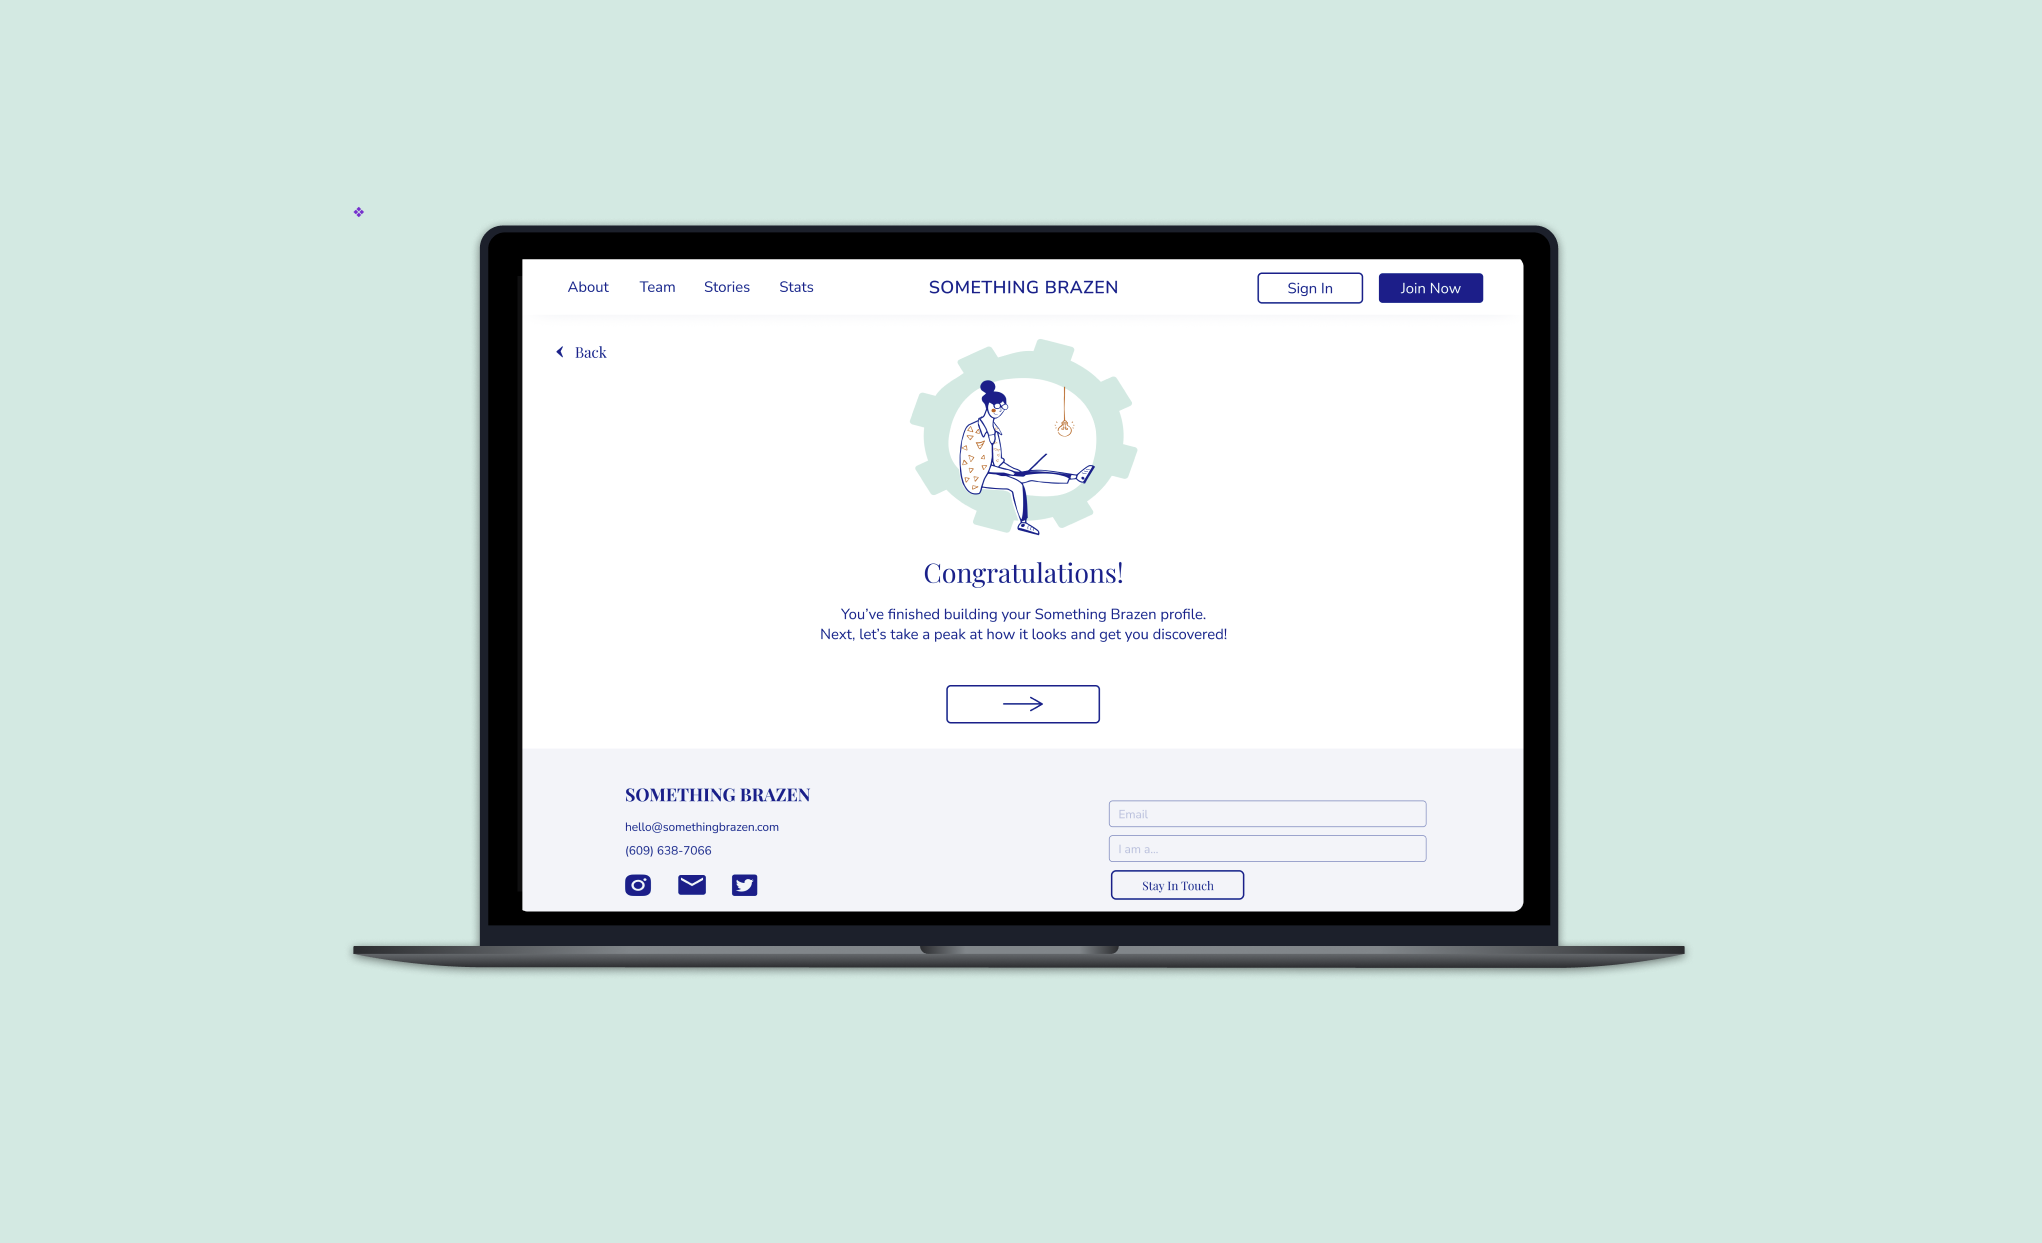 About Team Stories Stats SOMETHING BRAZEN Sign In Join Now
Back
Congratulations!
You’ve finished building your Something Brazen profile.
Next, let’s take a peak at how it looks and get you discovered!
SOMETHING BRAZEN
hello@somethingbrazen.com
(609) 638-7066
Email
I am a...
Stay In Touch